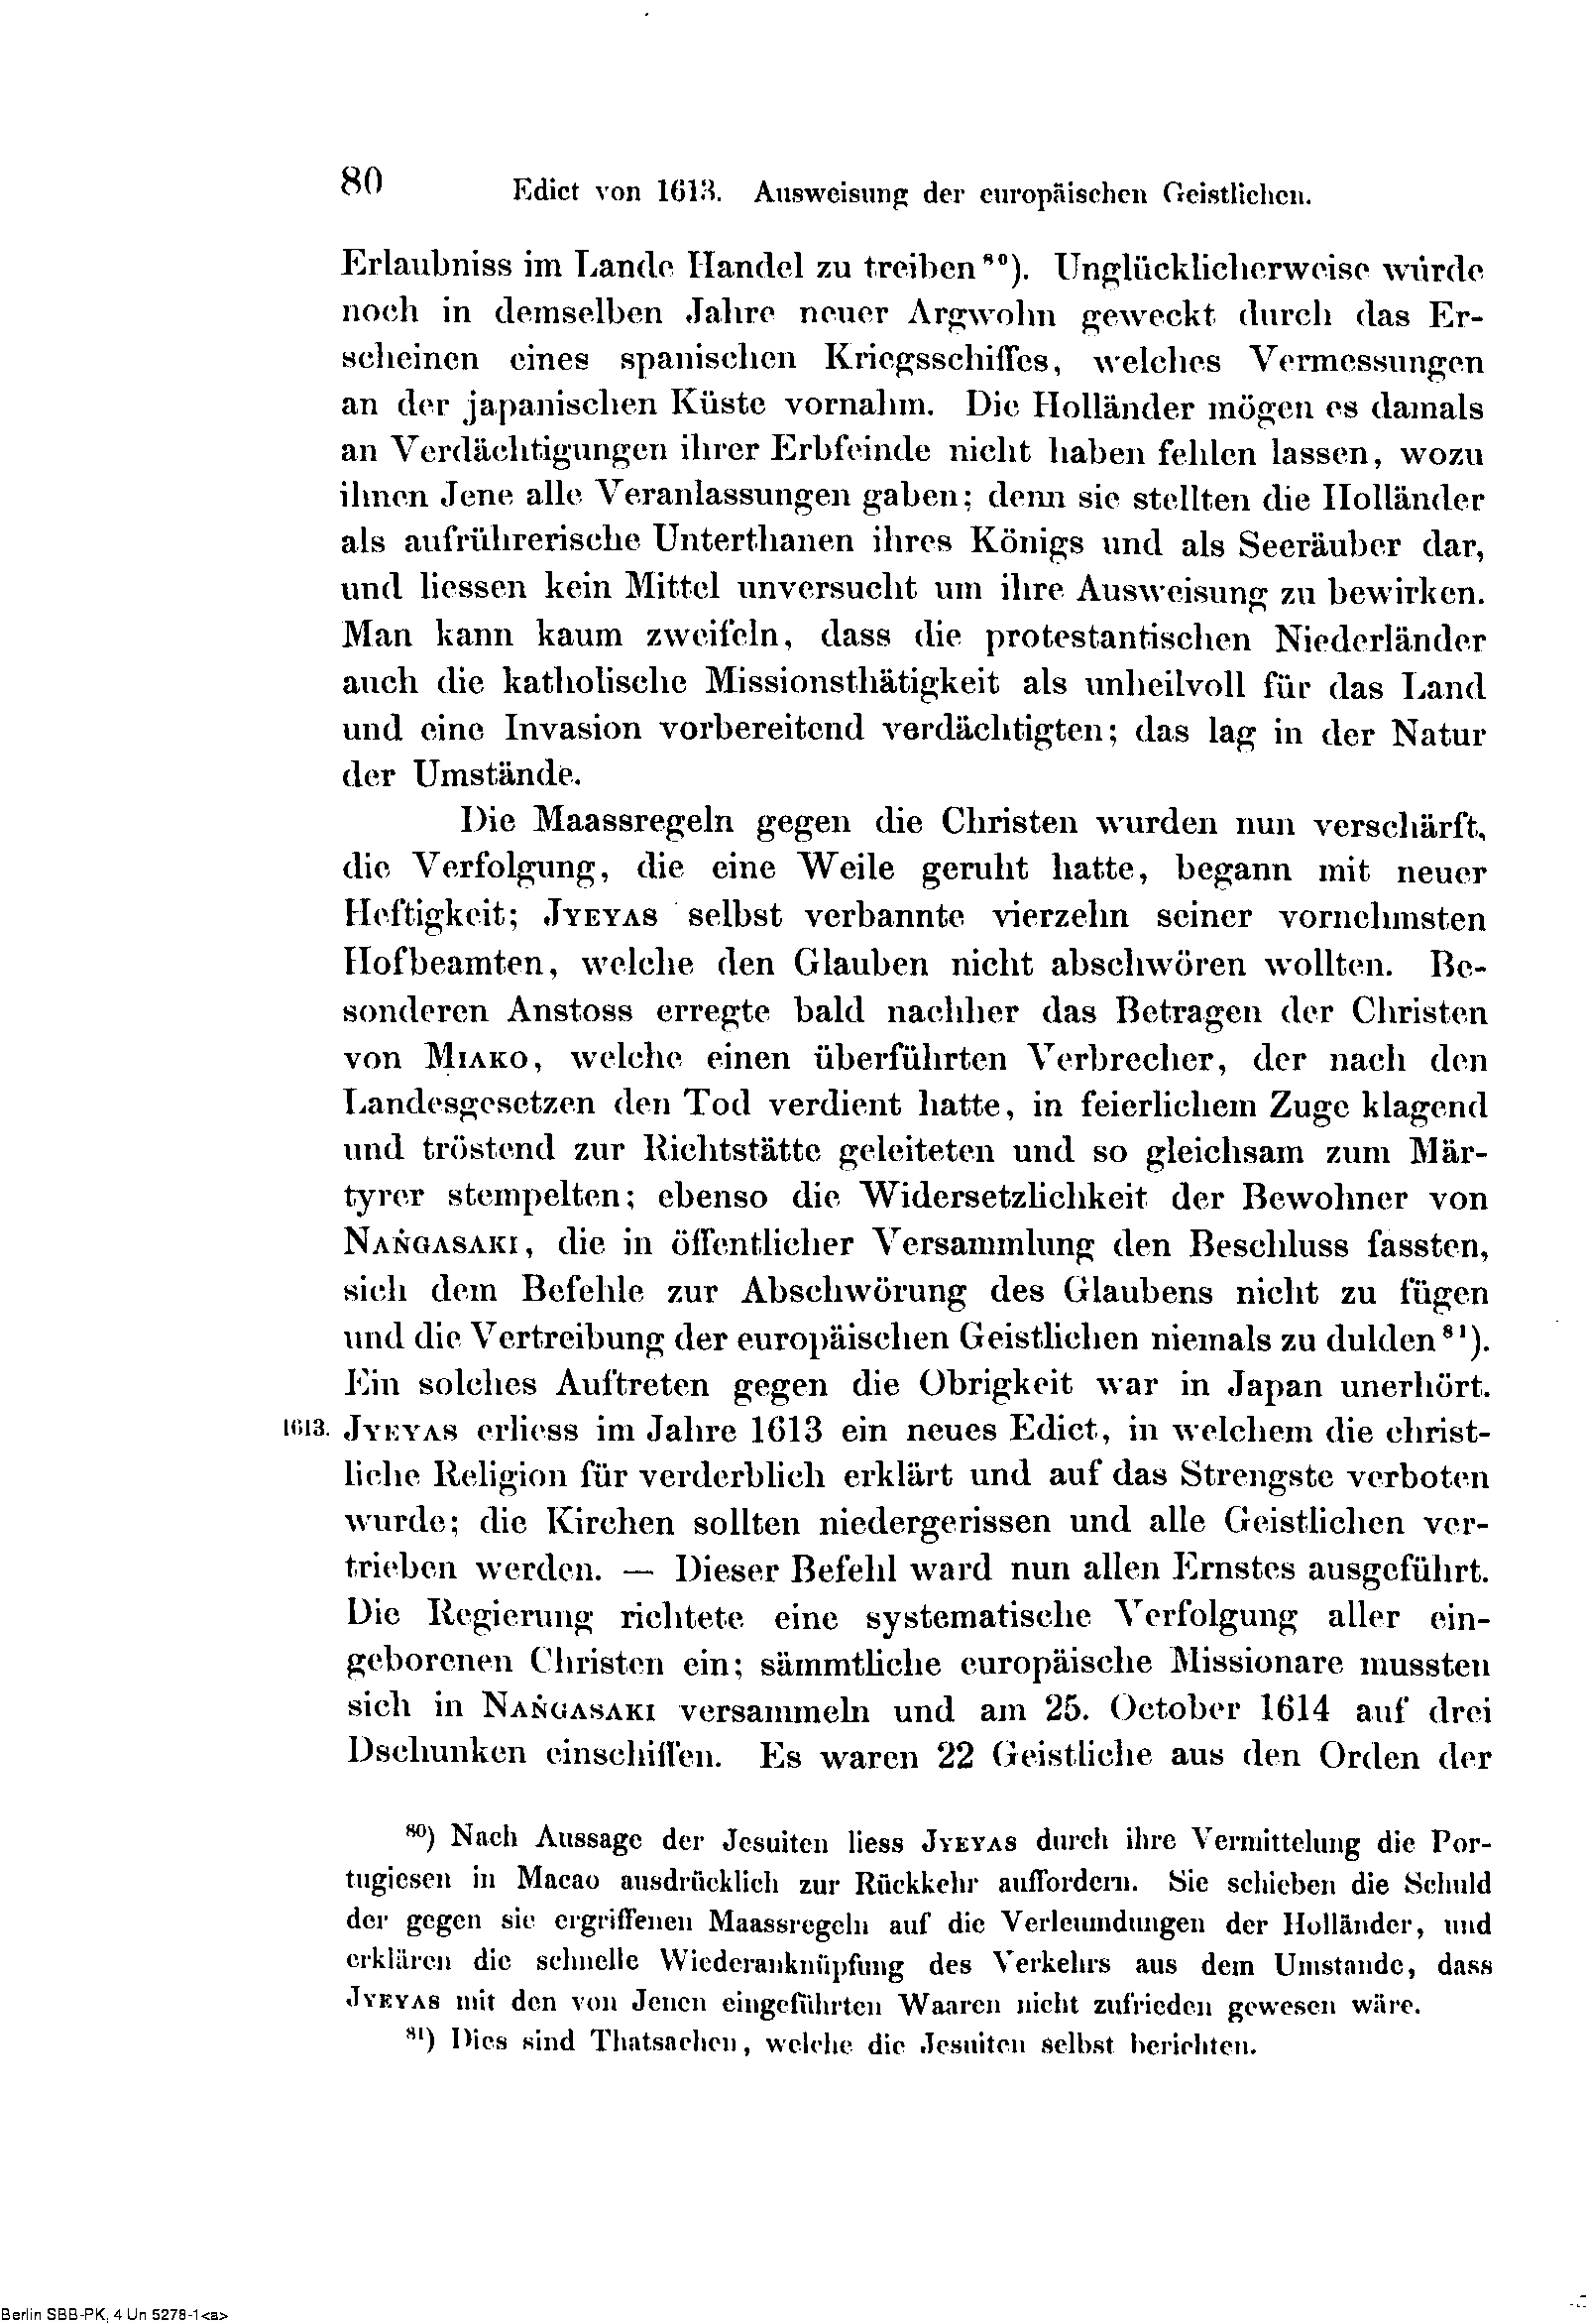 80 Edict von 1613. Ausweisung der europäischen Geistlichen.
Erlaubniss im Lande Handel zu treiben⁸⁰). Unglücklicherweise würde
noch in demselben Jahre neuer Argwohn geweckt durch das Er-
scheinen eines spanischen Kriegsschiffes, welches Vermessungen
an der japanischen Küste vornahm. Die Holländer mögen es damals
an Verdächtigungen ihrer Erbfeinde nicht haben fehlen lassen, wozu
ihnen Jene alle Veranlassungen gaben; denn sie stellten die Holländer
als aufrührerische Unterthanen ihres Königs und als Seeräuber dar,
und liessen kein Mittel unversucht um ihre Ausweisung zu bewirken.
Man kann kaum zweifeln, dass die protestantischen Niederländer
auch die katholische Missionsthätigkeit als unheilvoll für das Land
und eine Invasion vorbereitend verdächtigten; das lag in der Natur
der Umstände.
Die Maassregeln gegen die Christen wurden nun verschärft,
die Verfolgung, die eine Weile geruht hatte, begann mit neuer
Heftigkeit; JYEYAS selbst verbannte vierzehn seiner vornehmsten
Hofbeamten, welche den Glauben nicht abschwören wollten. Be-
sonderen Anstoss erregte bald nachher das Betragen der Christen
von MIAKO, welche einen überführten Verbrecher, der nach den
Landesgesetzen den Tod verdient hatte, in feierlichem Zuge klagend
und tröstend zur Richtstätte geleiteten und so gleichsam zum Mär-
tyrer stempelten; ebenso die Widersetzlichkeit der Bewohner von
NAṄGASAKI, die in öffentlicher Versammlung den Beschluss fassten,
sich dem Befehle zur Abschwörung des Glaubens nicht zu fügen
und die Vertreibung der europäischen Geistlichen niemals zu dulden⁸¹).
Ein solches Auftreten gegen die Obrigkeit war in Japan unerhört.
1613. JYEYAS erliess im Jahre 1613 ein neues Edict, in welchem die christ-
liche Religion für verderblich erklärt und auf das Strengste verboten
wurde; die Kirchen sollten niedergerissen und alle Geistlichen ver-
trieben werden. — Dieser Befehl ward nun allen Ernstes ausgeführt.
Die Regierung richtete eine systematische Verfolgung aller ein-
geborenen Christen ein; sämmtliche europäische Missionare mussten
sich in NAṄGASAKI versammeln und am 25. October 1614 auf drei
Dschunken einschiffen. Es waren 22 Geistliche aus den Orden der
⁸⁰) Nach Aussage der Jesuiten liess JYEYAS durch ihre Vermittelung die Por-
tugiesen in Macao ausdrücklich zur Rückkehr auffordern. Sie schieben die Schuld
der gegen sie ergriffenen Maassregeln auf die Verleumdungen der Holländer, und
erklären die schnelle Wiederanknüpfung des Verkehrs aus dem Umstande, dass
JYEYAS mit den von Jenen eingeführten Waaren nicht zufrieden gewesen wäre.
⁸¹) Dies sind Thatsachen, welche die Jesuiten selbst berichten.
Berlin SBB-PK, 4 Un 5278-1<a>